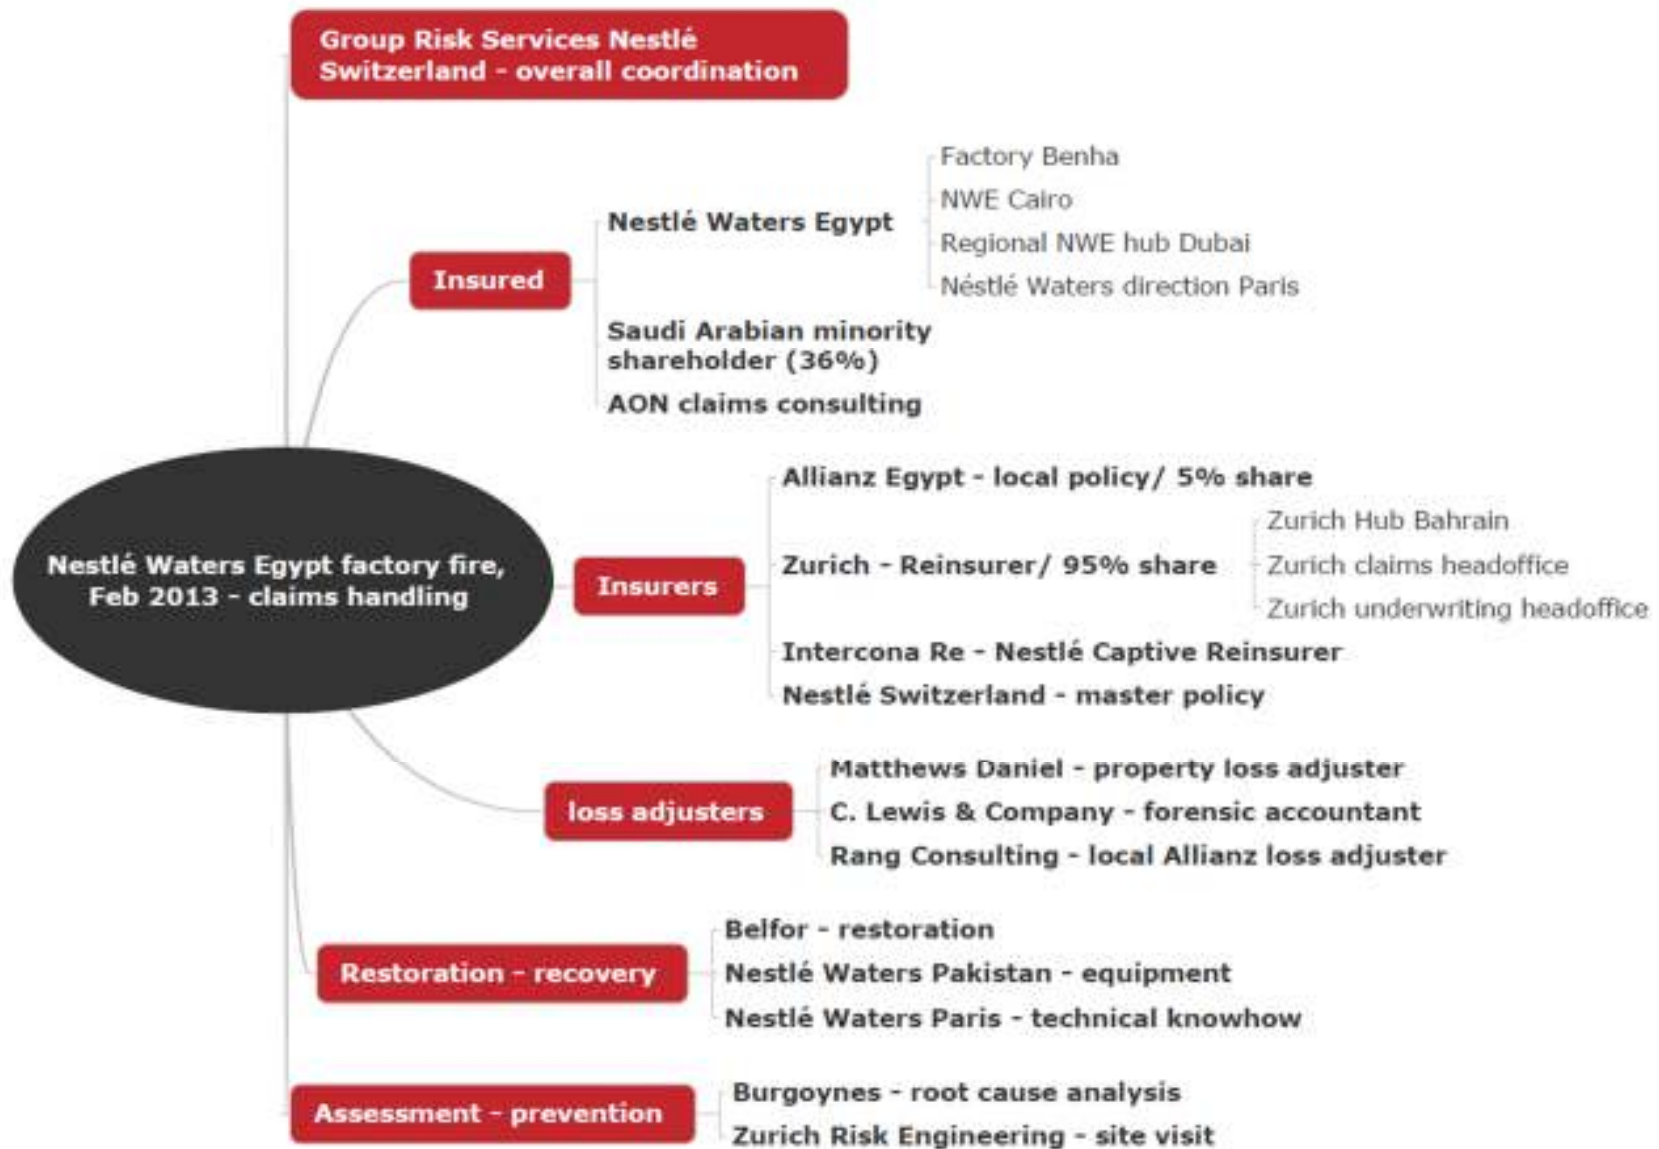 Group Risk Services Nestlé
Switzerland - overall coordination
Factory Benha
NWE Cairo
Nestlé Waters Egypt
Regional NWE hub Dubai
Néstlé Waters direction Paris
Insured
Saudi Arabian minority
shareholder (36%)
AON claims consulting
Nestlé Waters Egypt factory fire,
Feb 2013 - claims handling
Insurers
Allianz Egypt - local policy/ 5% share
Zurich - Reinsurer/ 95% share
Zurich Hub Bahrain
Zurich claims headoffice
Zurich underwriting headoffice
Intercona Re - Nestlé Captive Reinsurer
Nestlé Switzerland - master policy
loss adjusters
Matthews Daniel - property loss adjuster
C. Lewis & Company - forensic accountant
Rang Consulting - local Allianz loss adjuster
Restoration - recovery
Belfor - restoration
Nestlé Waters Pakistan - equipment
Nestlé Waters Paris - technical knowhow
Assessment - prevention
Burgoynes - root cause analysis
Zurich Risk Engineering - site visit